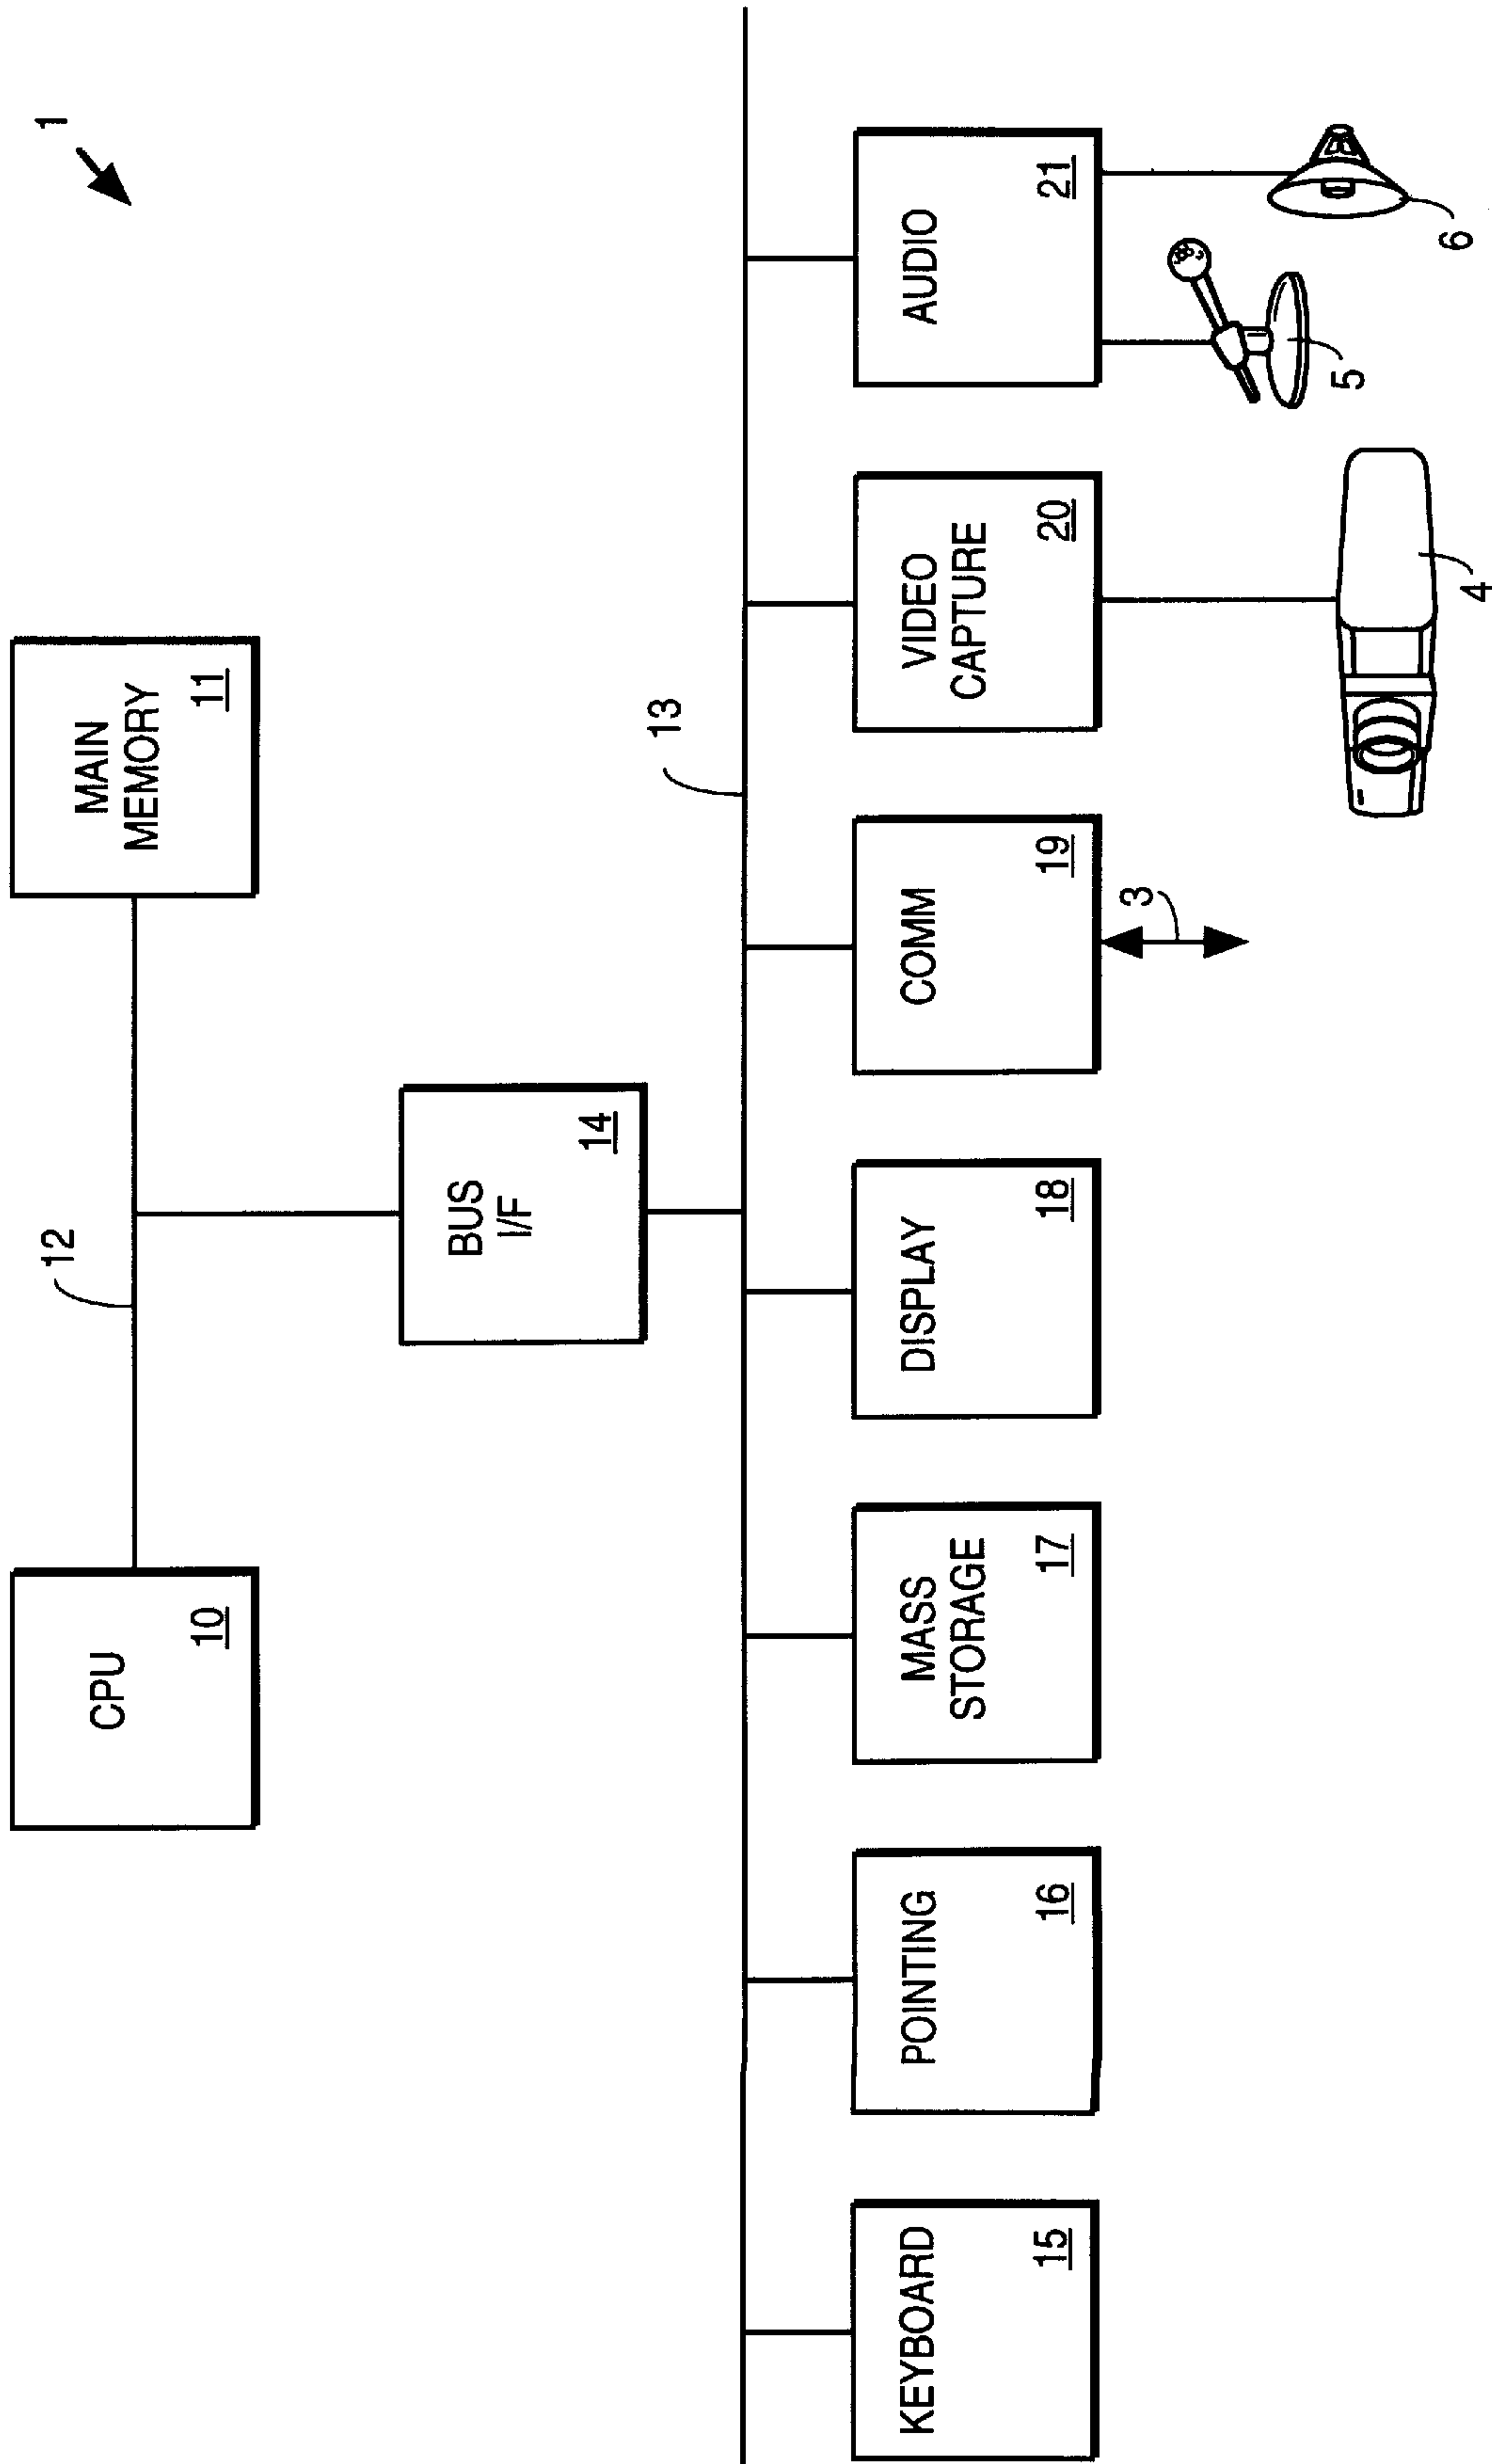 1
CPU
10
12
MAIN
MEMORY
11
BUS
I/F
14
13
KEYBOARD
15
POINTING
16
MASS
STORAGE
17
DISPLAY
18
COMM
19
3
VIDEO
CAPTURE
20
4
AUDIO
21
5
6